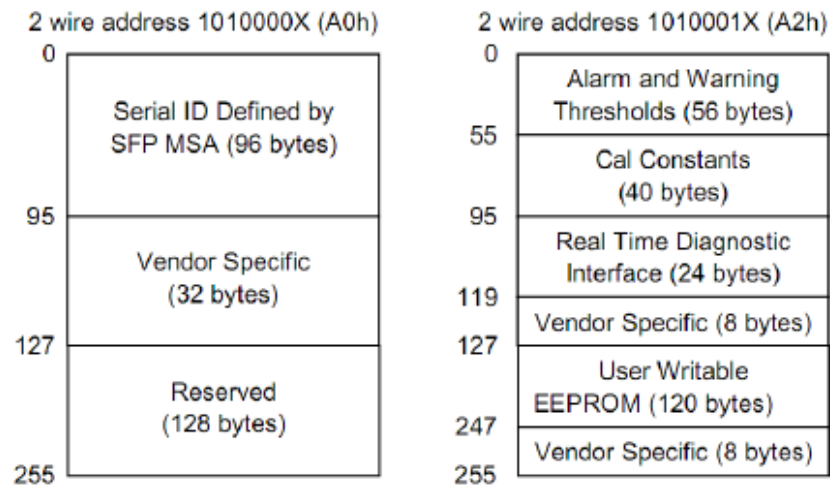 2 wire address 1010000X (A0h)
0
Serial ID Defined by
SFP MSA (96 bytes)
95
Vendor Specific
(32 bytes)
127
Reserved
(128 bytes)
255
2 wire address 1010001X (A2h)
0
Alarm and Warning
Thresholds (56 bytes)
55
Cal Constants
(40 bytes)
95
Real Time Diagnostic
Interface (24 bytes)
119
Vendor Specific (8 bytes)
127
User Writable
EEPROM (120 bytes)
247
Vendor Specific (8 bytes)
255